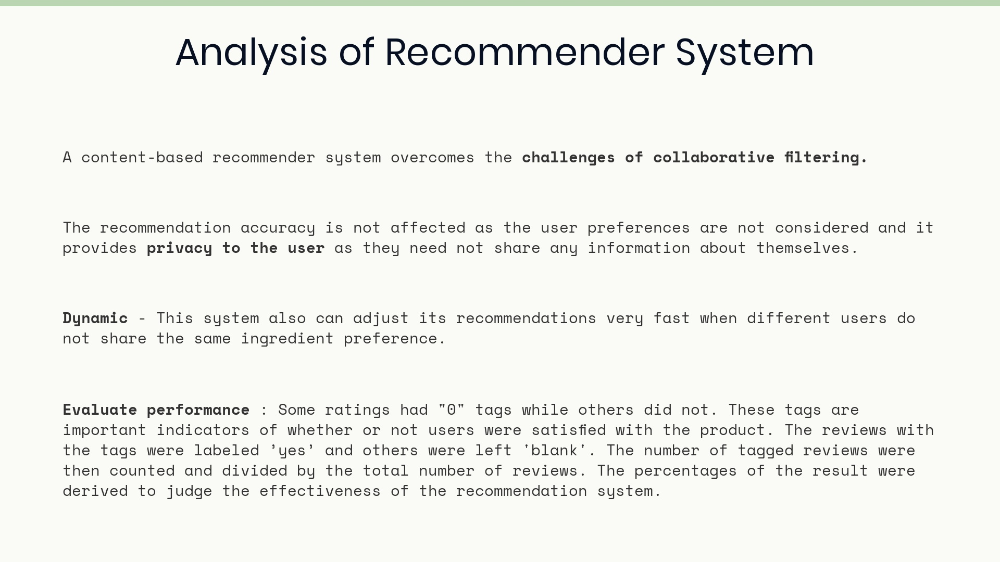 Analysis of Recommender System
A content-based recommender system overcomes the challenges of collaborative filtering.
The recommendation accuracy is not affected as the user preferences are not considered and it
provides privacy to the user as they need not share any information about themselves.
Dynamic - This system also can adjust its recommendations very fast when different users do
not share the same ingredient preference.
Evaluate performance : Some ratings had "0" tags while others did not. These tags are
important indicators of whether or not users were satisfied with the product. The reviews with
the tags were labeled ’yes’ and others were left 'blank'. The number of tagged reviews were
then counted and divided by the total number of reviews. The percentages of the result were
derived to judge the effectiveness of the recommendation system.